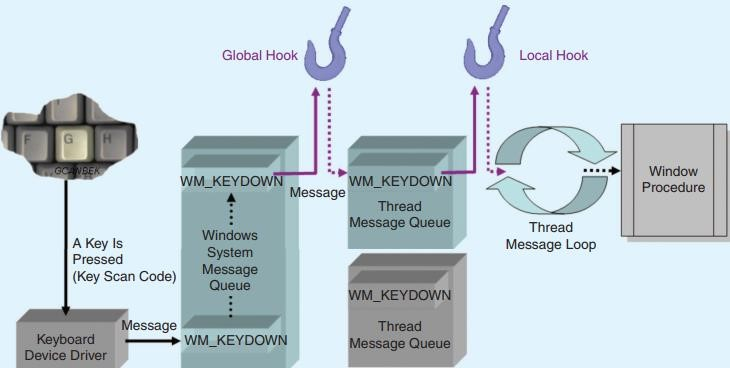 Global Hook
Local Hook
F
G
H
GCANBEK
A Key Is
Pressed
(Key Scan Code)
Keyboard
Device Driver
Message
WM_KEYDOWN
Windows
System
Message
Queue
WM_KEYDOWN
Message
WM_KEYDOWN
Thread
Message Queue
WM_KEYDOWN
Thread
Message Queue
Thread
Message Loop
Window
Procedure